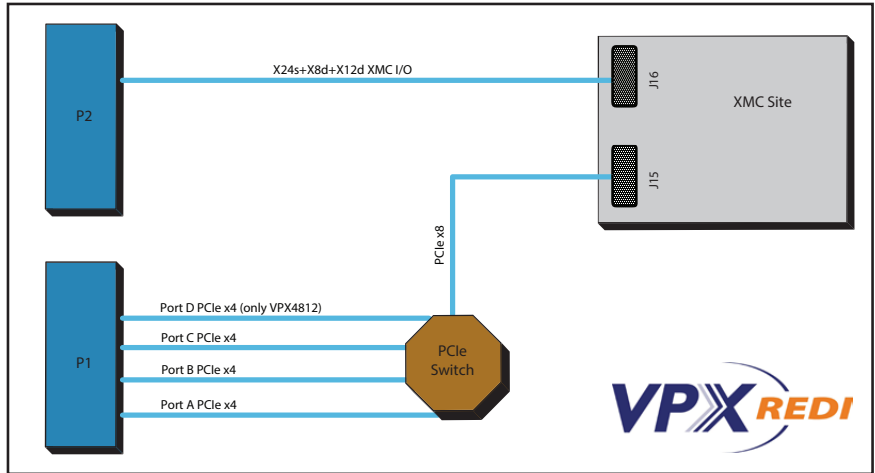 X24s+X8d+X12d XMC I/O
P2
J16
XMC Site
J15
PCIe x8
Port D PCIe x4 (only VPX4812)
Port C PCIe x4
P1
Port B PCIe x4
Port A PCIe x4
PCIe
Switch
VPX REDI